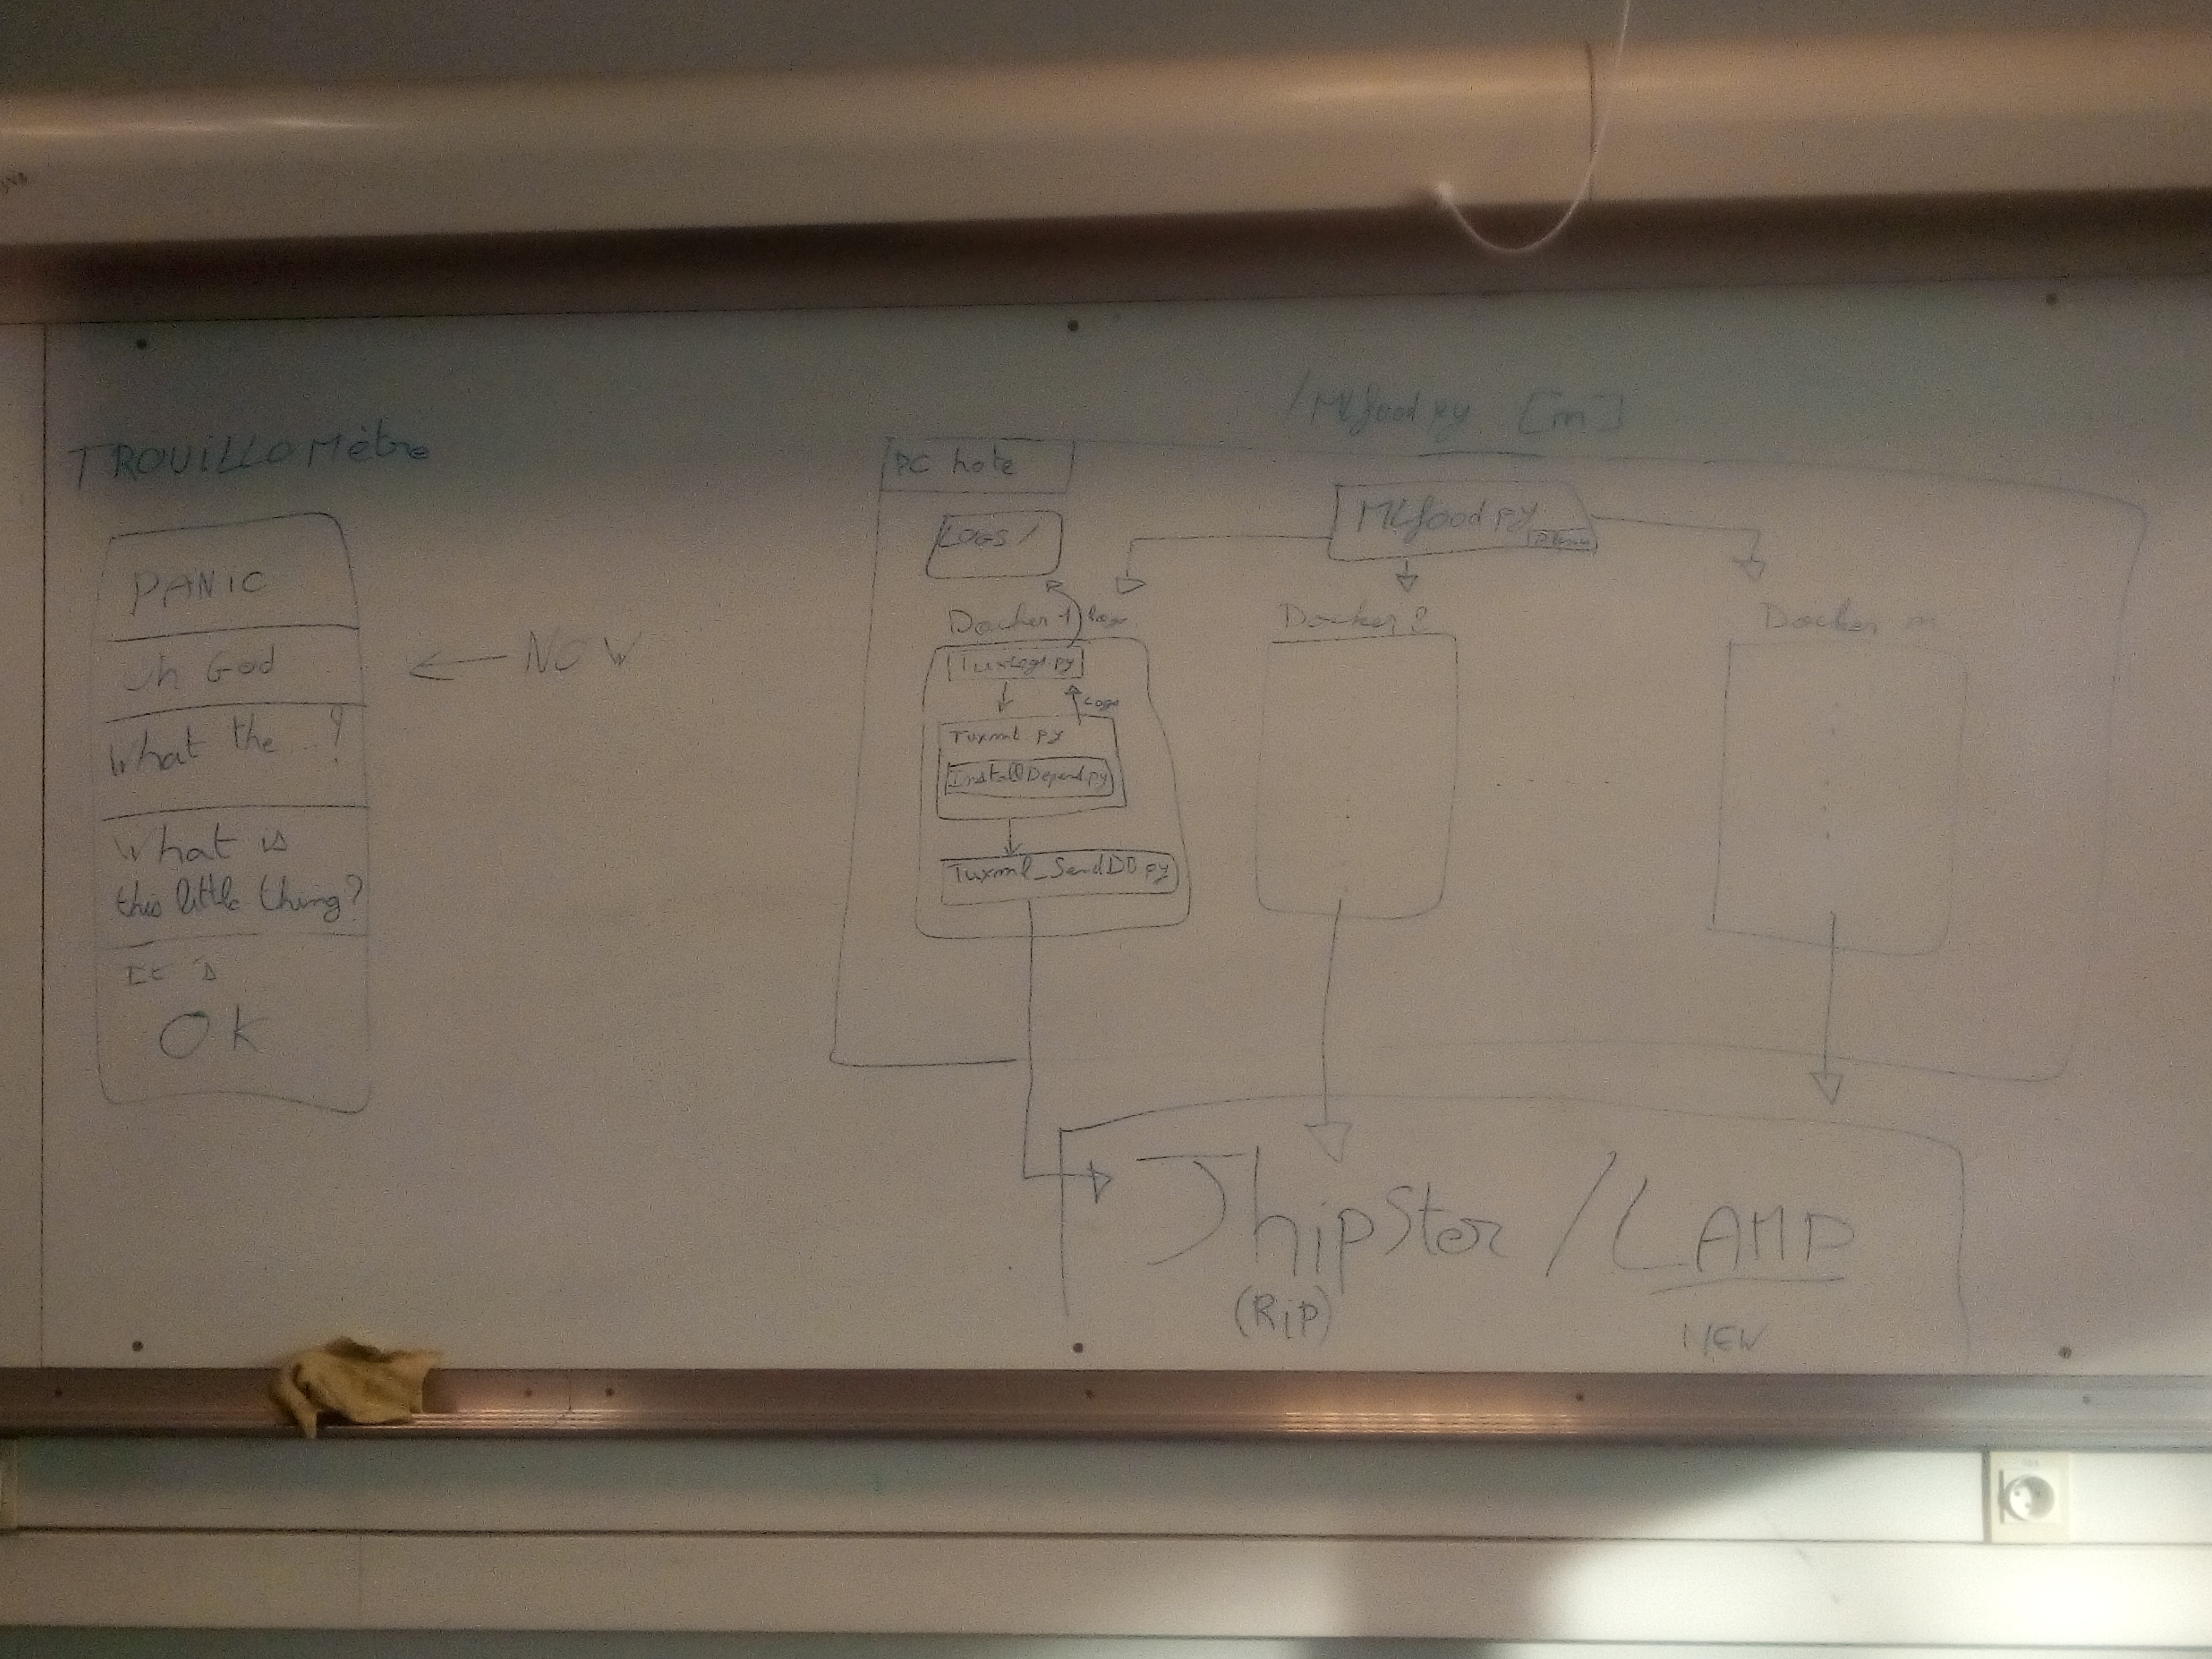 TROUILLOMètre
PANIC
Oh God
← NOW
What the ...?
What is
this little thing?
It is
OK
/MLfood.py [n]
PC hote
LOGS/
MLfood.py
Docker 1
Logs
Docker 2
Docker n
TuxLogs.py
Logs
Tuxml.py
InstallDepend.py
Tuxml_SendDB.py
Jhipster / LAMP
(RiP)
NEW